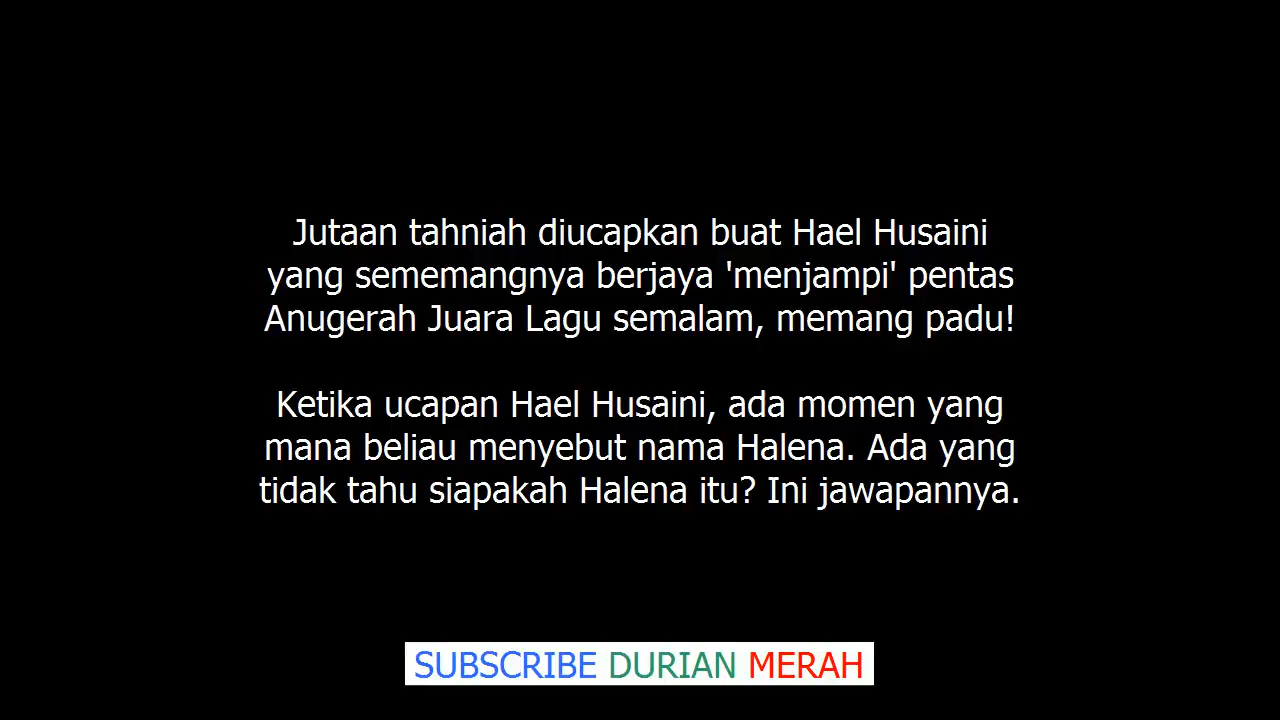 Jutaan tahniah diucapkan buat Hael Husaini
yang sememangnya berjaya 'menjampi' pentas
Anugerah Juara Lagu semalam, memang padu!
Ketika ucapan Hael Husaini, ada momen yang
mana beliau menyebut nama Halena. Ada yang
tidak tahu siapakah Halena itu? Ini jawapannya.
SUBSCRIBE DURIAN MERAH